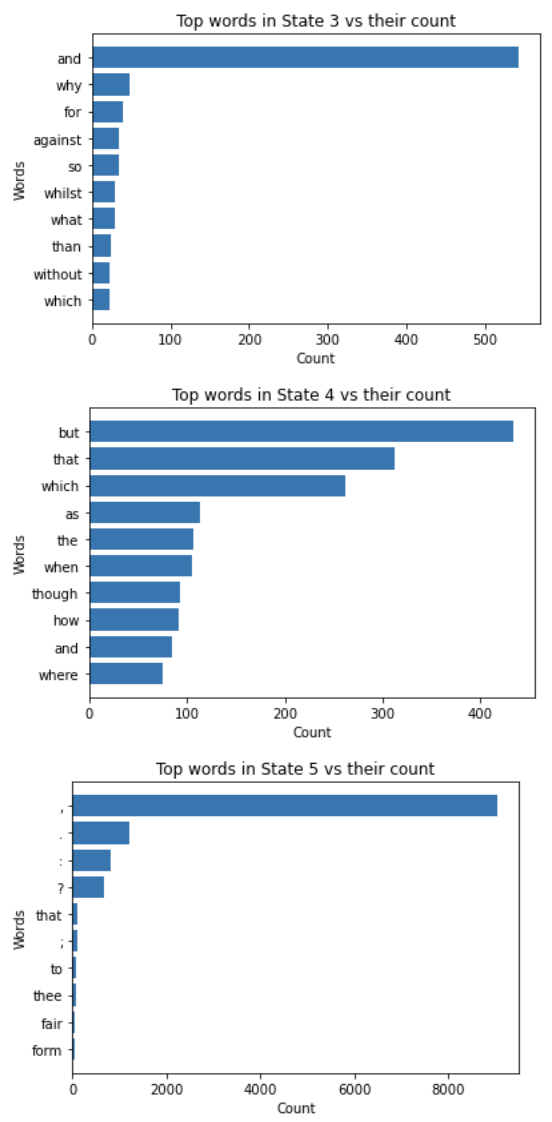 Top words in State 3 vs their count
and
why
for
against
so
whilst
what
than
without
which
Words
0 100 200 300 400 500
Count
Top words in State 4 vs their count
but
that
which
as
the
when
though
how
and
where
Words
0 100 200 300 400
Count
Top words in State 5 vs their count
,
.
:
?
that
;
to
thee
fair
form
Words
0 2000 4000 6000 8000
Count